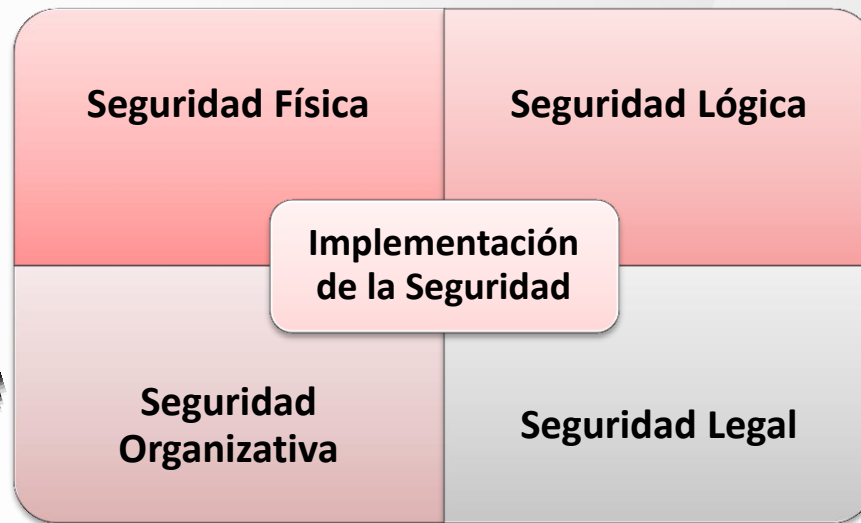 Seguridad Física
Seguridad Lógica
Implementación
de la Seguridad
Seguridad
Organizativa
Seguridad Legal